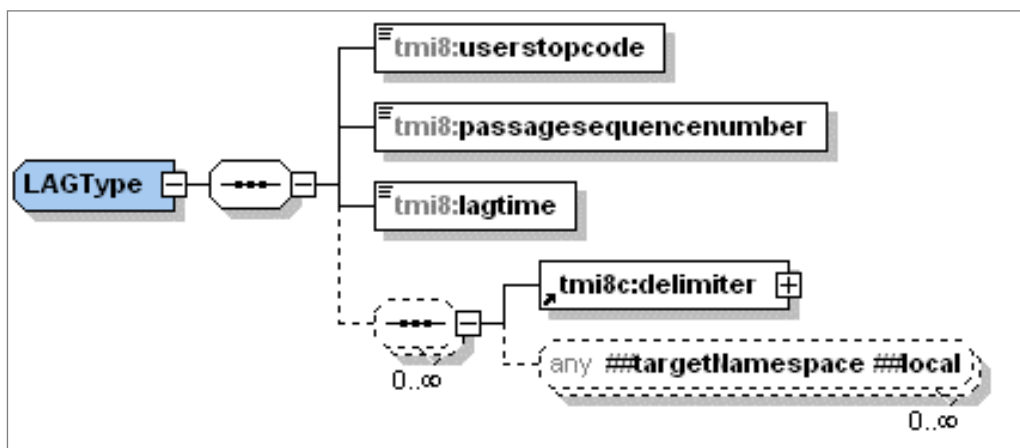 tmi8:userstopcode
tmi8:passagesequencenumber
LAGType
tmi8:lagtime
tmi8c:delimiter
0..∞
any ##targetNamespace ##local
0..∞